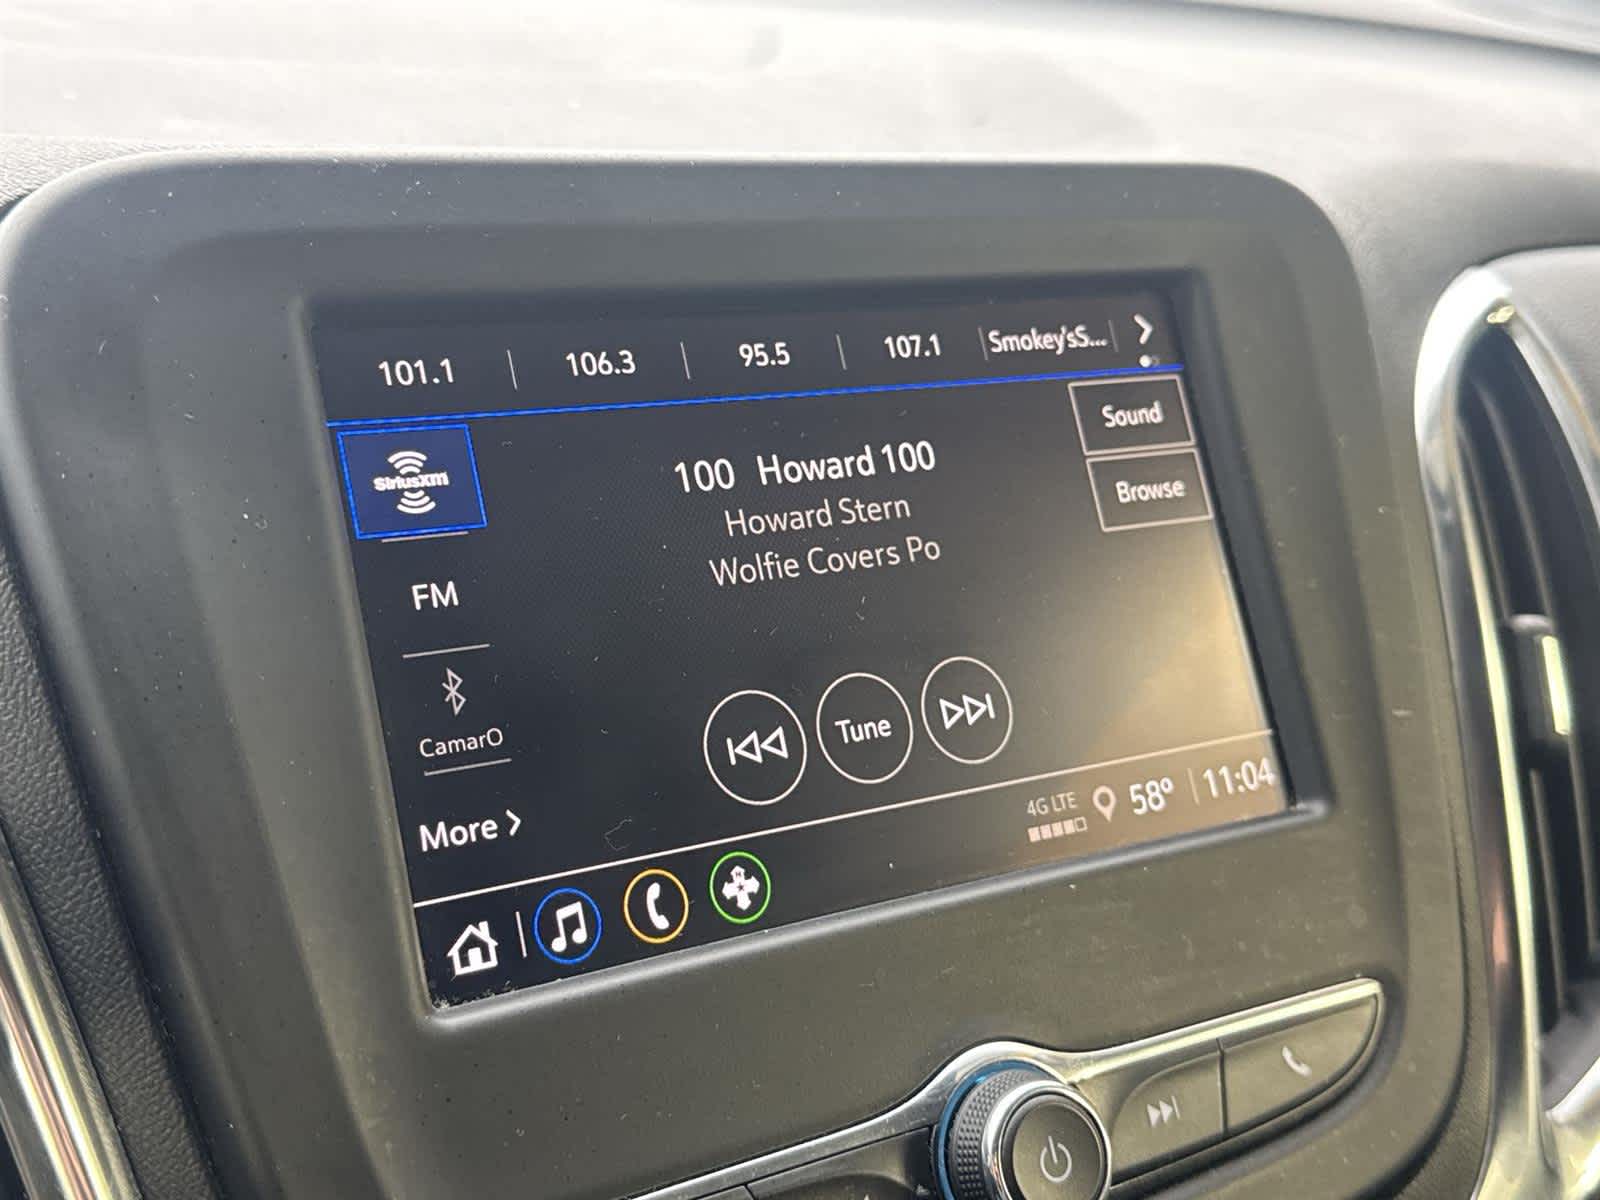 101.1 | 106.3 | 95.5 | 107.1 | Smokey'sS...
Sound
Browse
SiriusXM
100 Howard 100
Howard Stern
Wolfie Covers Po
FM
CamarO
More
Tune
4G LTE
58° | 11:04